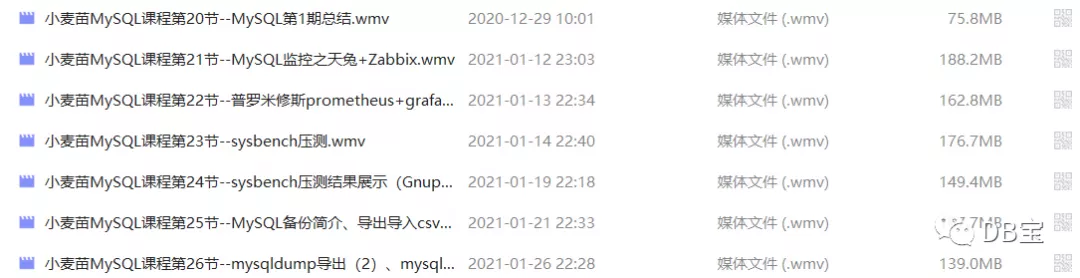 小麦苗MySQL课程第20节--MySQL第1期总结.wmv 2020-12-29 10:01 媒体文件 (.wmv) 75.8MB
小麦苗MySQL课程第21节--MySQL监控之天兔+Zabbix.wmv 2021-01-12 23:03 媒体文件 (.wmv) 188.2MB
小麦苗MySQL课程第22节--普罗米修斯prometheus+grafa... 2021-01-13 22:34 媒体文件 (.wmv) 162.8MB
小麦苗MySQL课程第23节--sysbench压测.wmv 2021-01-14 22:40 媒体文件 (.wmv) 176.7MB
小麦苗MySQL课程第24节--sysbench压测结果展示（Gnup... 2021-01-19 22:18 媒体文件 (.wmv) 149.4MB
小麦苗MySQL课程第25节--MySQL备份简介、导出导入csv... 2021-01-21 22:33 媒体文件 (.wmv)
DB宝
小麦苗MySQL课程第26节--mysqldump导出（2）、mysql... 2021-01-26 22:28 媒体文件 (.wmv) 139.0MB